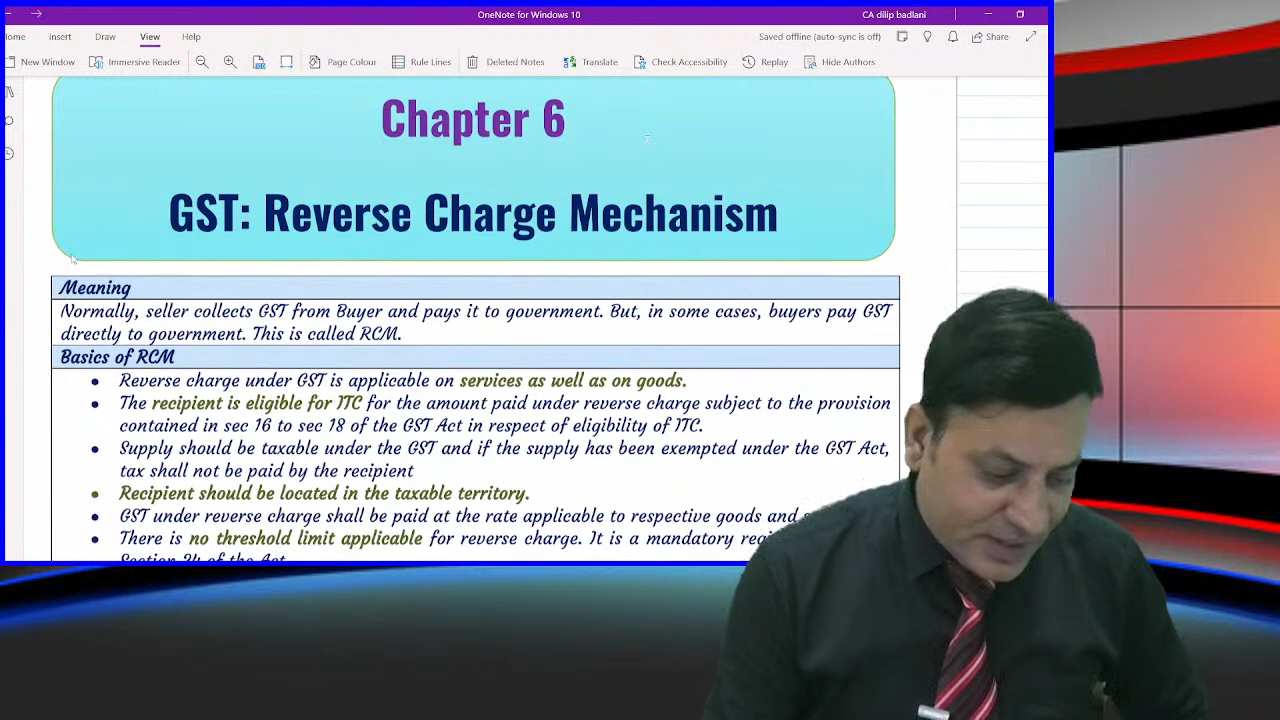 OneNote for Windows 10
CA dilip badlani
ome Insert Draw View Help
Saved offline (auto-sync is off)
Share
New Window
Immersive Reader
Page Colour
Rule Lines
Deleted Notes
Translate
Check Accessibility
Replay
Hide Authors
Chapter 6
GST: Reverse Charge Mechanism
Meaning
Normally, seller collects GST from Buyer and pays it to government. But, in some cases, buyers pay GST
directly to government. This is called RCM.
Basics of RCM
• Reverse charge under GST is applicable on services as well as on goods.
• The recipient is eligible for ITC for the amount paid under reverse charge subject to the provision
contained in sec 16 to sec 18 of the GST Act in respect of eligibility of ITC.
• Supply should be taxable under the GST and if the supply has been exempted under the GST Act,
tax shall not be paid by the recipient
• Recipient should be located in the taxable territory.
• GST under reverse charge shall be paid at the rate applicable to respective goods and
• There is no threshold limit applicable for reverse charge. It is a mandatory